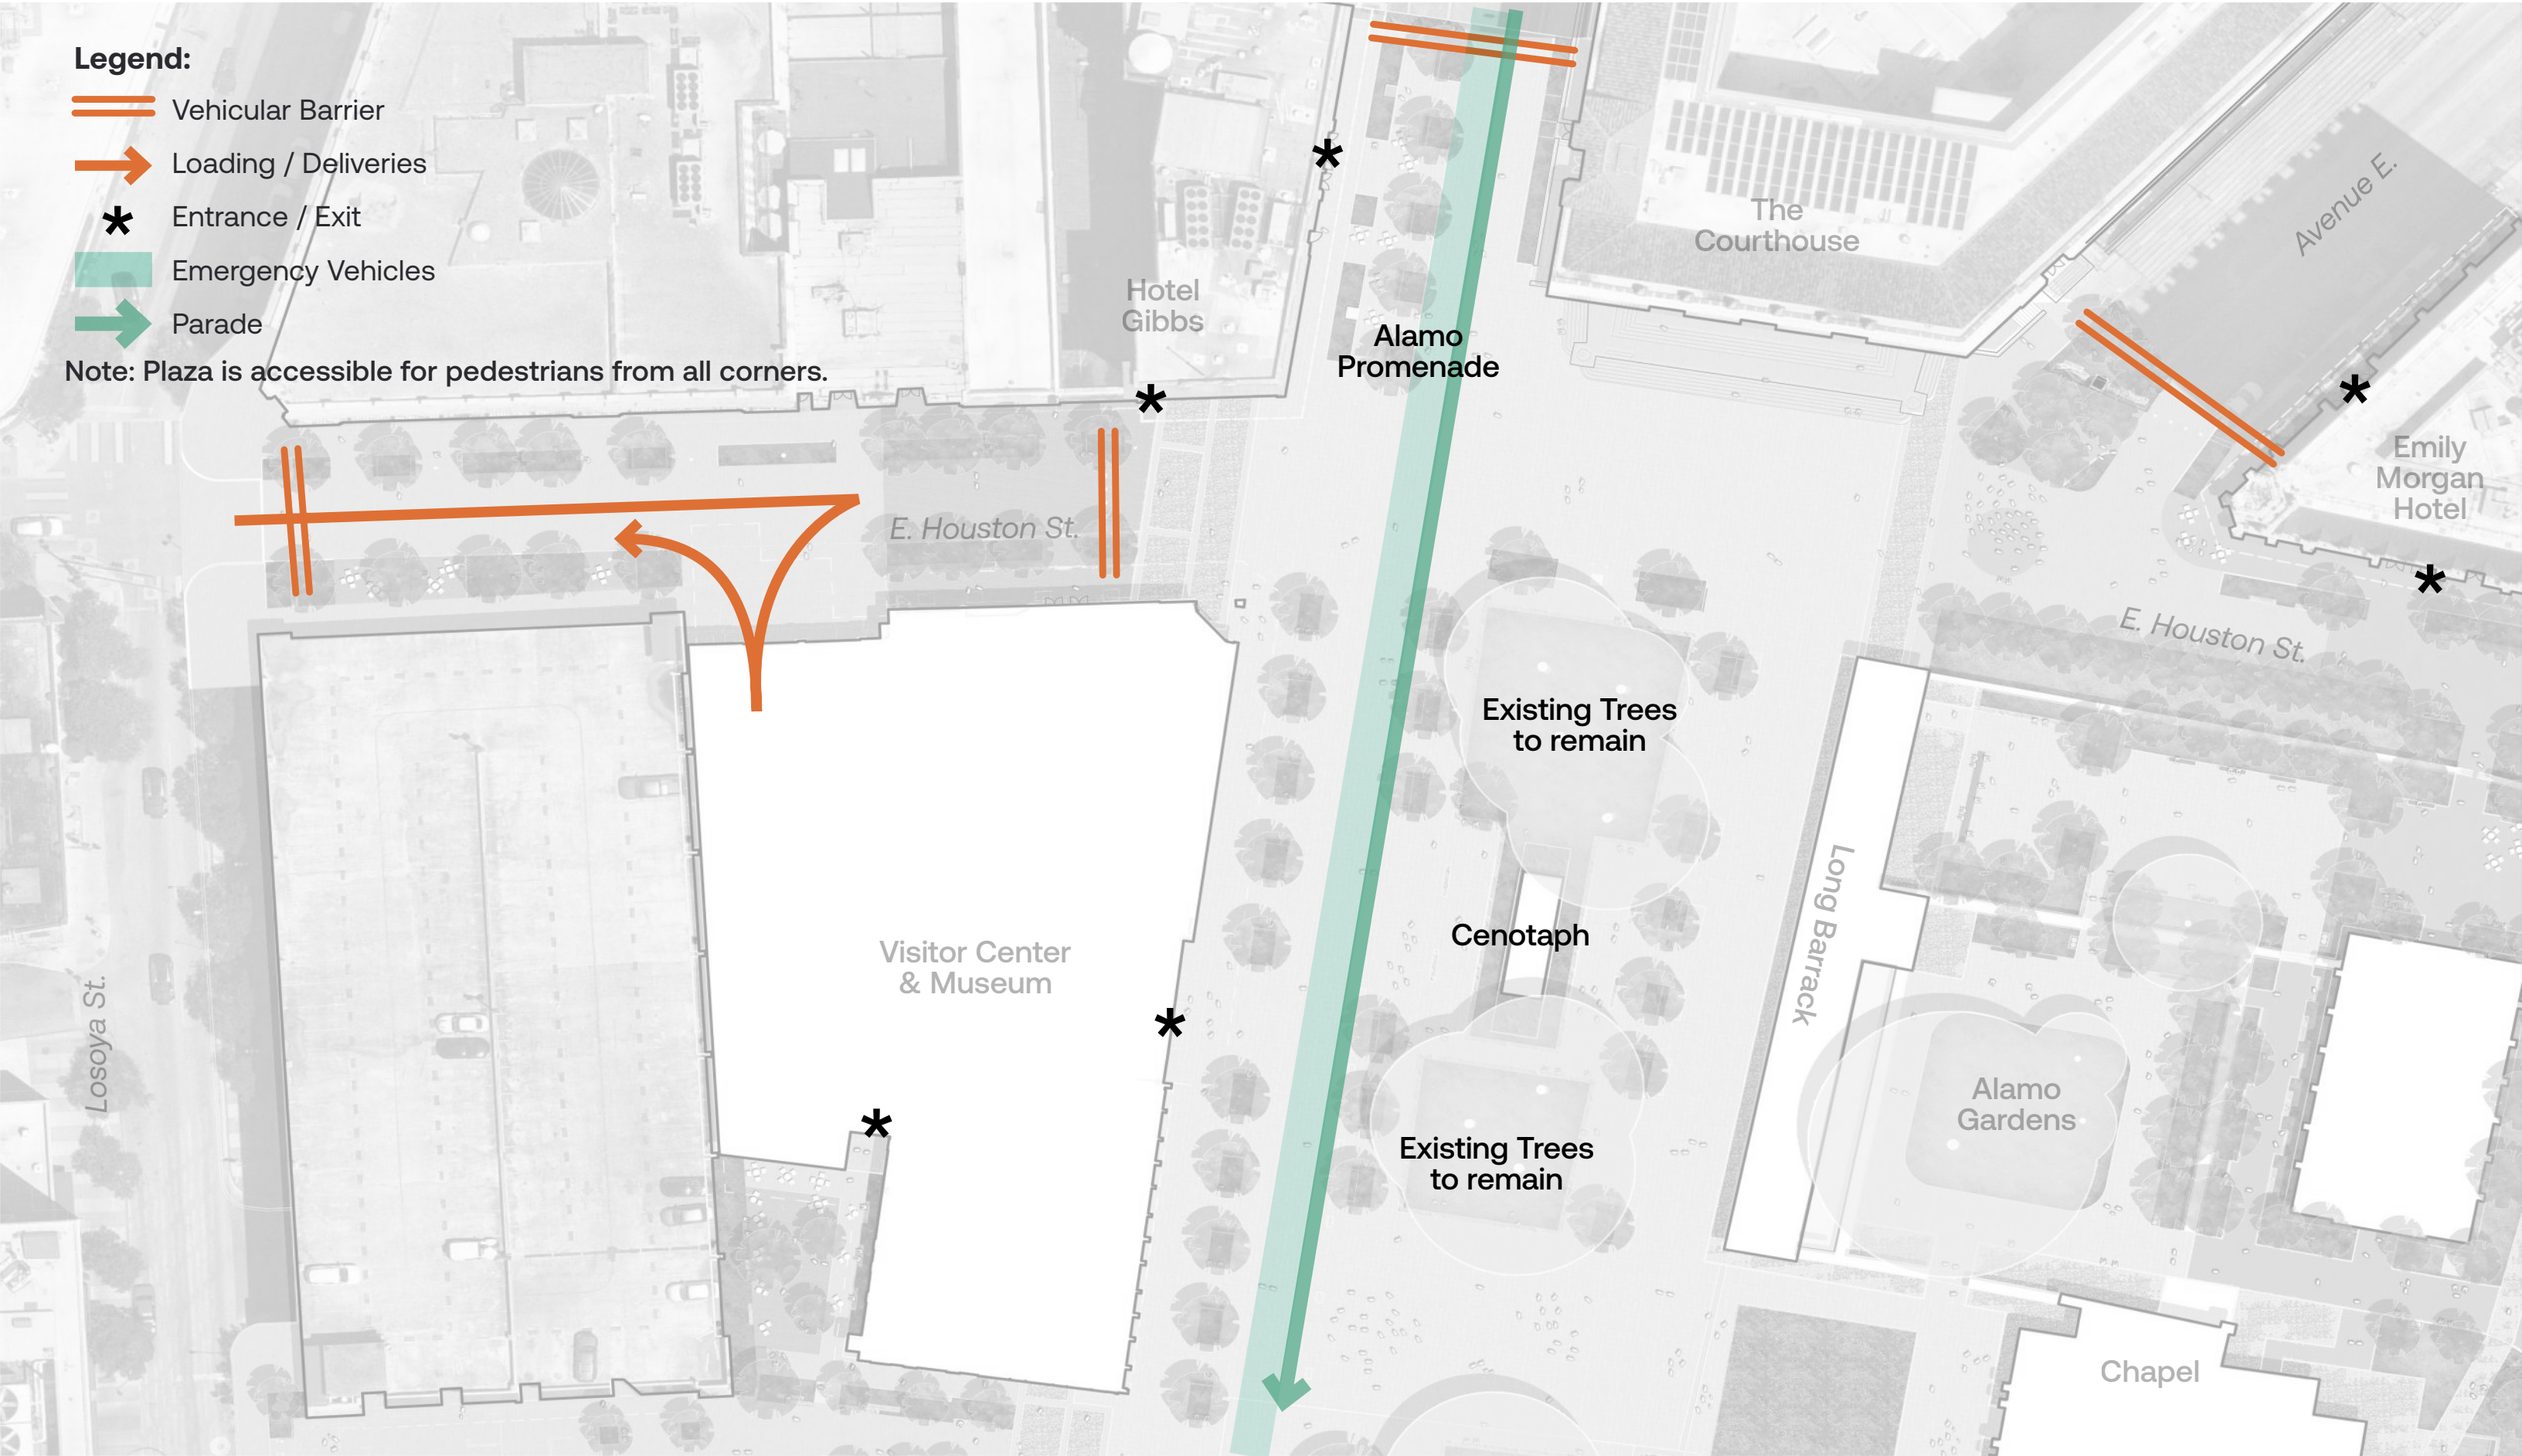 Legend:
Vehicular Barrier
Loading / Deliveries
Entrance / Exit
Emergency Vehicles
Parade
Note: Plaza is accessible for pedestrians from all corners.
The
Courthouse
Avenue E.
Hotel
Gibbs
Alamo
Promenade
Emily
Morgan
Hotel
E. Houston St.
E. Houston St.
Existing Trees
to remain
Visitor Center
& Museum
Cenotaph
Long Barrack
Losoya St.
Alamo
Gardens
Existing Trees
to remain
Chapel